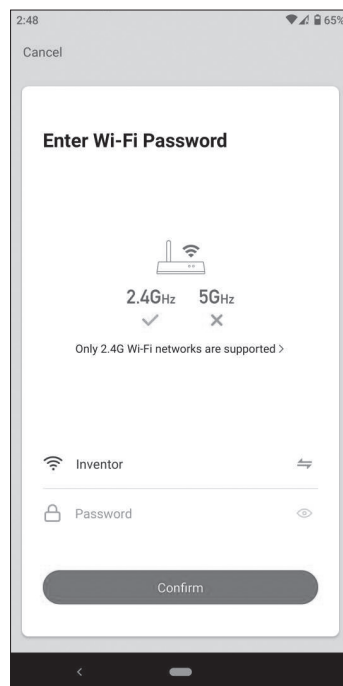 2:48
65%
Cancel
Enter Wi-Fi Password
2.4GHz 5GHz
Only 2.4G Wi-Fi networks are supported >
Inventor
Password
Confirm